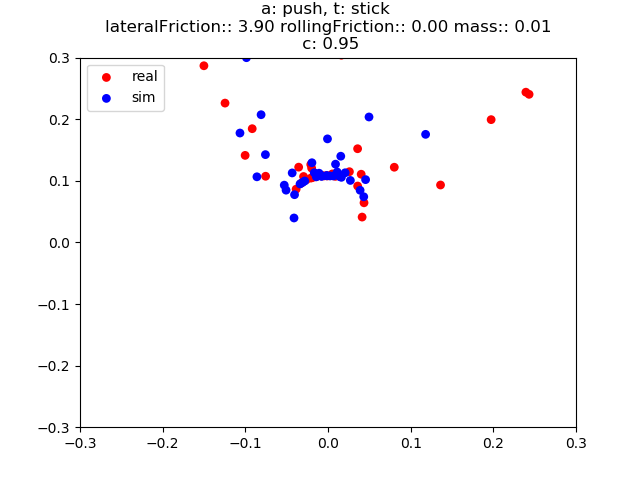 a: push, t: stick
lateralFriction:: 3.90 rollingFriction:: 0.00 mass:: 0.01
c: 0.95
real
sim
0.3
0.2
0.1
0.0
−0.1
−0.2
−0.3
−0.3
−0.2
−0.1
0.0
0.1
0.2
0.3